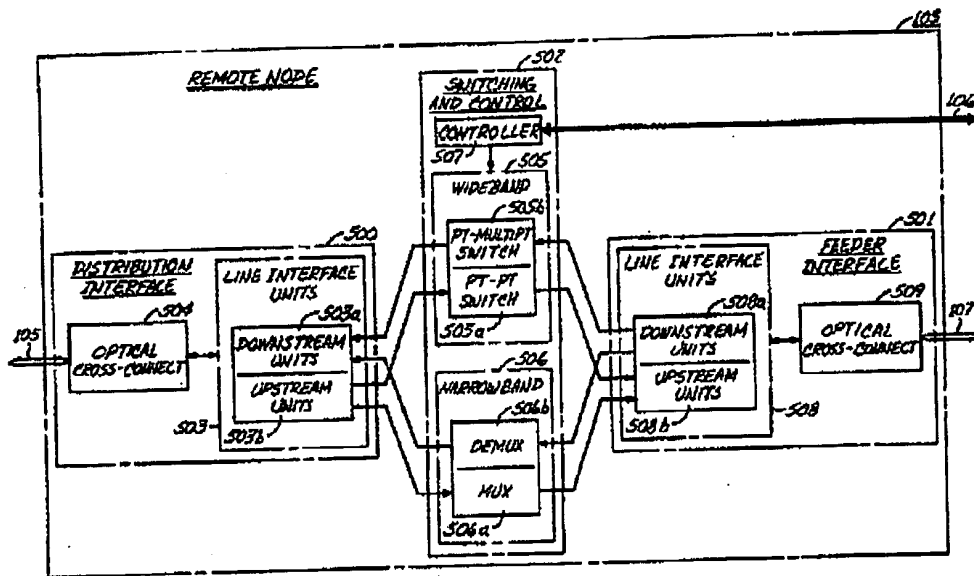 103
REMOTE NODE
502
SWITCHING
AND CONTROL
CONTROLLER
507
106
505
WIDEBAND
505b
PT-MULTIPT
SWITCH
PT-PT
SWITCH
505a
500
DISTRIBUTION
INTERFACE
LINE INTERFACE
UNITS
504
503a
105
OPTICAL
CROSS-CONNECT
DOWNSTREAM
UNITS
UPSTREAM
UNITS
503
503b
501
LINE INTERFACE
UNITS
FEEDER
INTERFACE
508a
509
107
DOWNSTREAM
UNITS
UPSTREAM
UNITS
OPTICAL
CROSS-CONNECT
508b
508
506
NARROWBAND
506b
DEMUX
MUX
506a